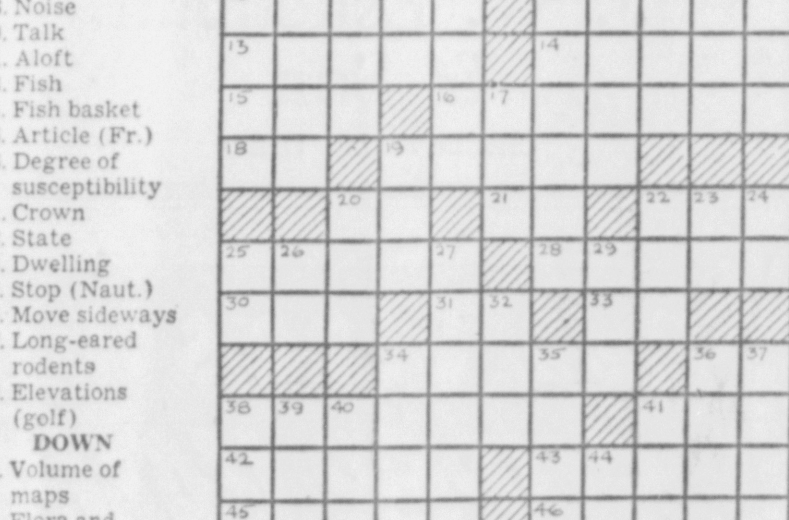 . Noise
. Talk
. Aloft
. Fish
. Fish basket
. Article (Fr.)
. Degree of
susceptibility
. Crown
. State
. Dwelling
. Stop (Naut.)
. Move sideways
. Long-eared
rodents
. Elevations
(golf)
DOWN
. Volume of
maps
13 14
15 16 17
18 19
20 21 22 23 24
25 26 27 28 29
30 31 32 33
34 35 36 37
38 39 40 41
42 43 44
45 46